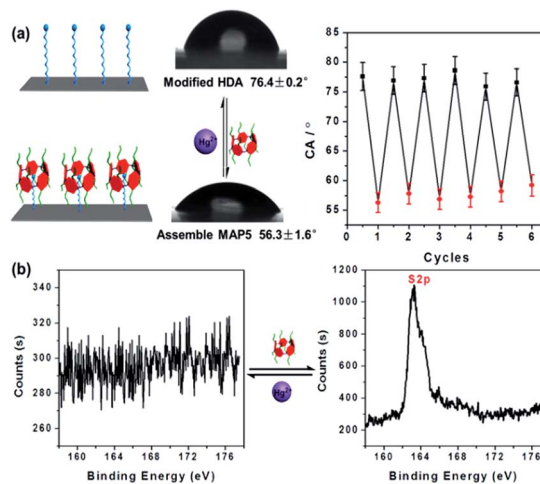 (a)
Modified HDA 76.4±0.2°
Hg²⁺
Assemble MAP5 56.3±1.6°
CA / °
85
80
75
70
65
60
55
0 1 2 3 4 5 6
Cycles
(b)
Counts (s)
340
320
300
280
260
160 164 168 172 176
Binding Energy (eV)
Hg²⁺
S2p
Counts (s)
1200
1000
800
600
400
200
160 164 168 172 176
Binding Energy (eV)